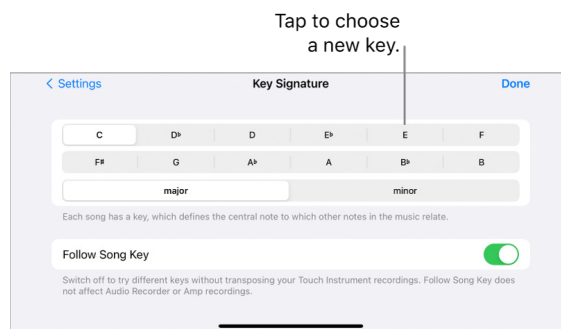 Tap to choose
a new key.
Settings Key Signature Done
C D♭ D E♭ E F
F# G A♭ A B♭ B
major minor
Each song has a key, which defines the central note to which other notes in the music relate.
Follow Song Key
Switch off to try different keys without transposing your Touch Instrument recordings. Follow Song Key does
not affect Audio Recorder or Amp recordings.